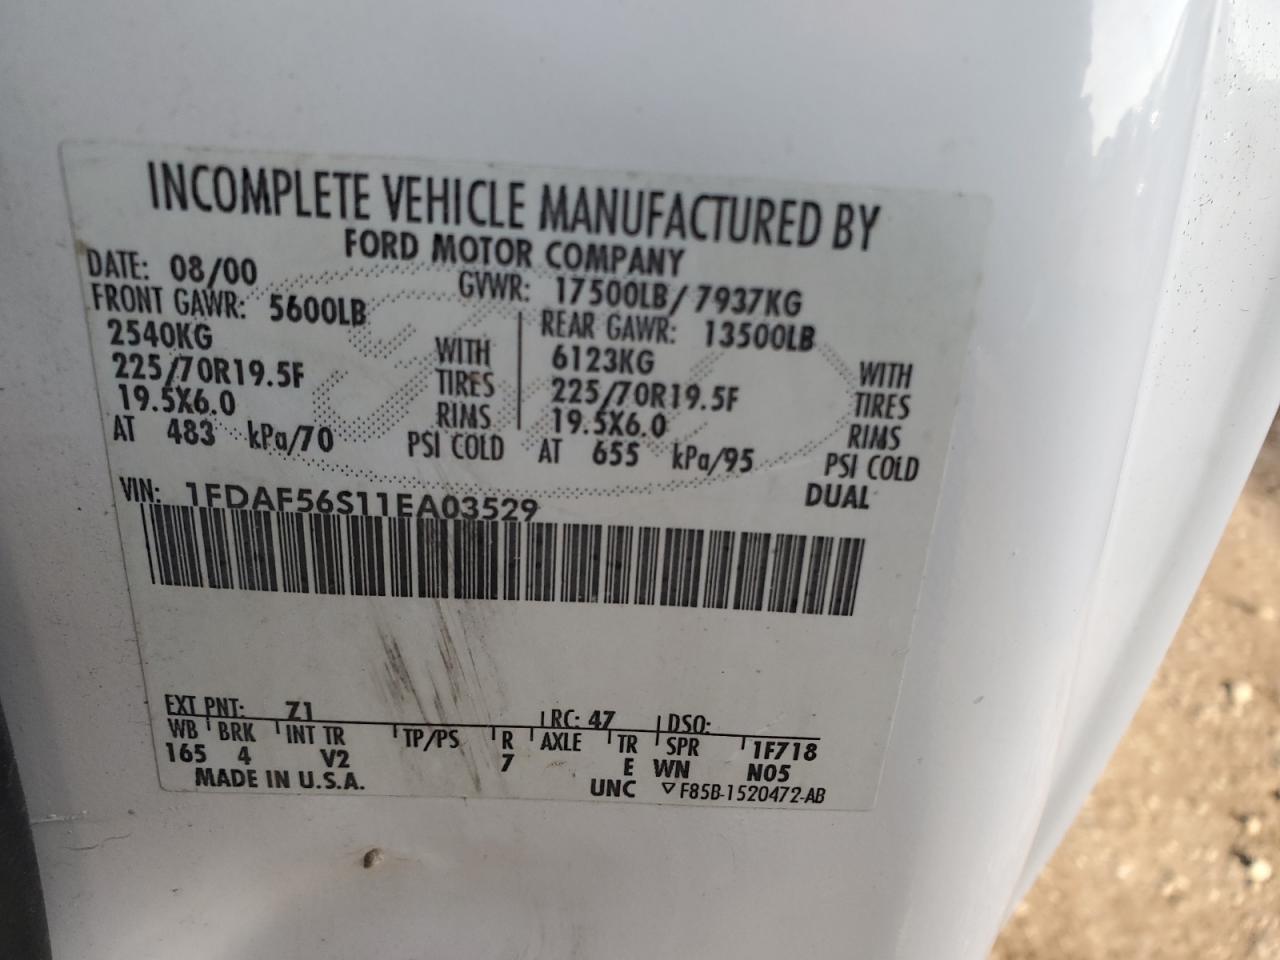 INCOMPLETE VEHICLE MANUFACTURED BY
FORD MOTOR COMPANY
DATE: 08/00 GVWR: 17500LB/7937KG
FRONT GAWR: 5600LB REAR GAWR: 13500LB
2540KG WITH 6123KG WITH
225/70R19.5F TIRES 225/70R19.5F TIRES
19.5X6.0 RIMS 19.5X6.0 RIMS
AT 483 kPa/70 PSI COLD AT 655 kPa/95 PSI COLD
DUAL
VIN: 1FDAF56S11EA03529
EXT PNT: Z1 RC: 47 DSO:
WB BRK INT TR TP/PS R AXLE TR SPR 1F718
165 4 V2 7 E WN N05
MADE IN U.S.A. UNC ▽F85B-1520472-AB